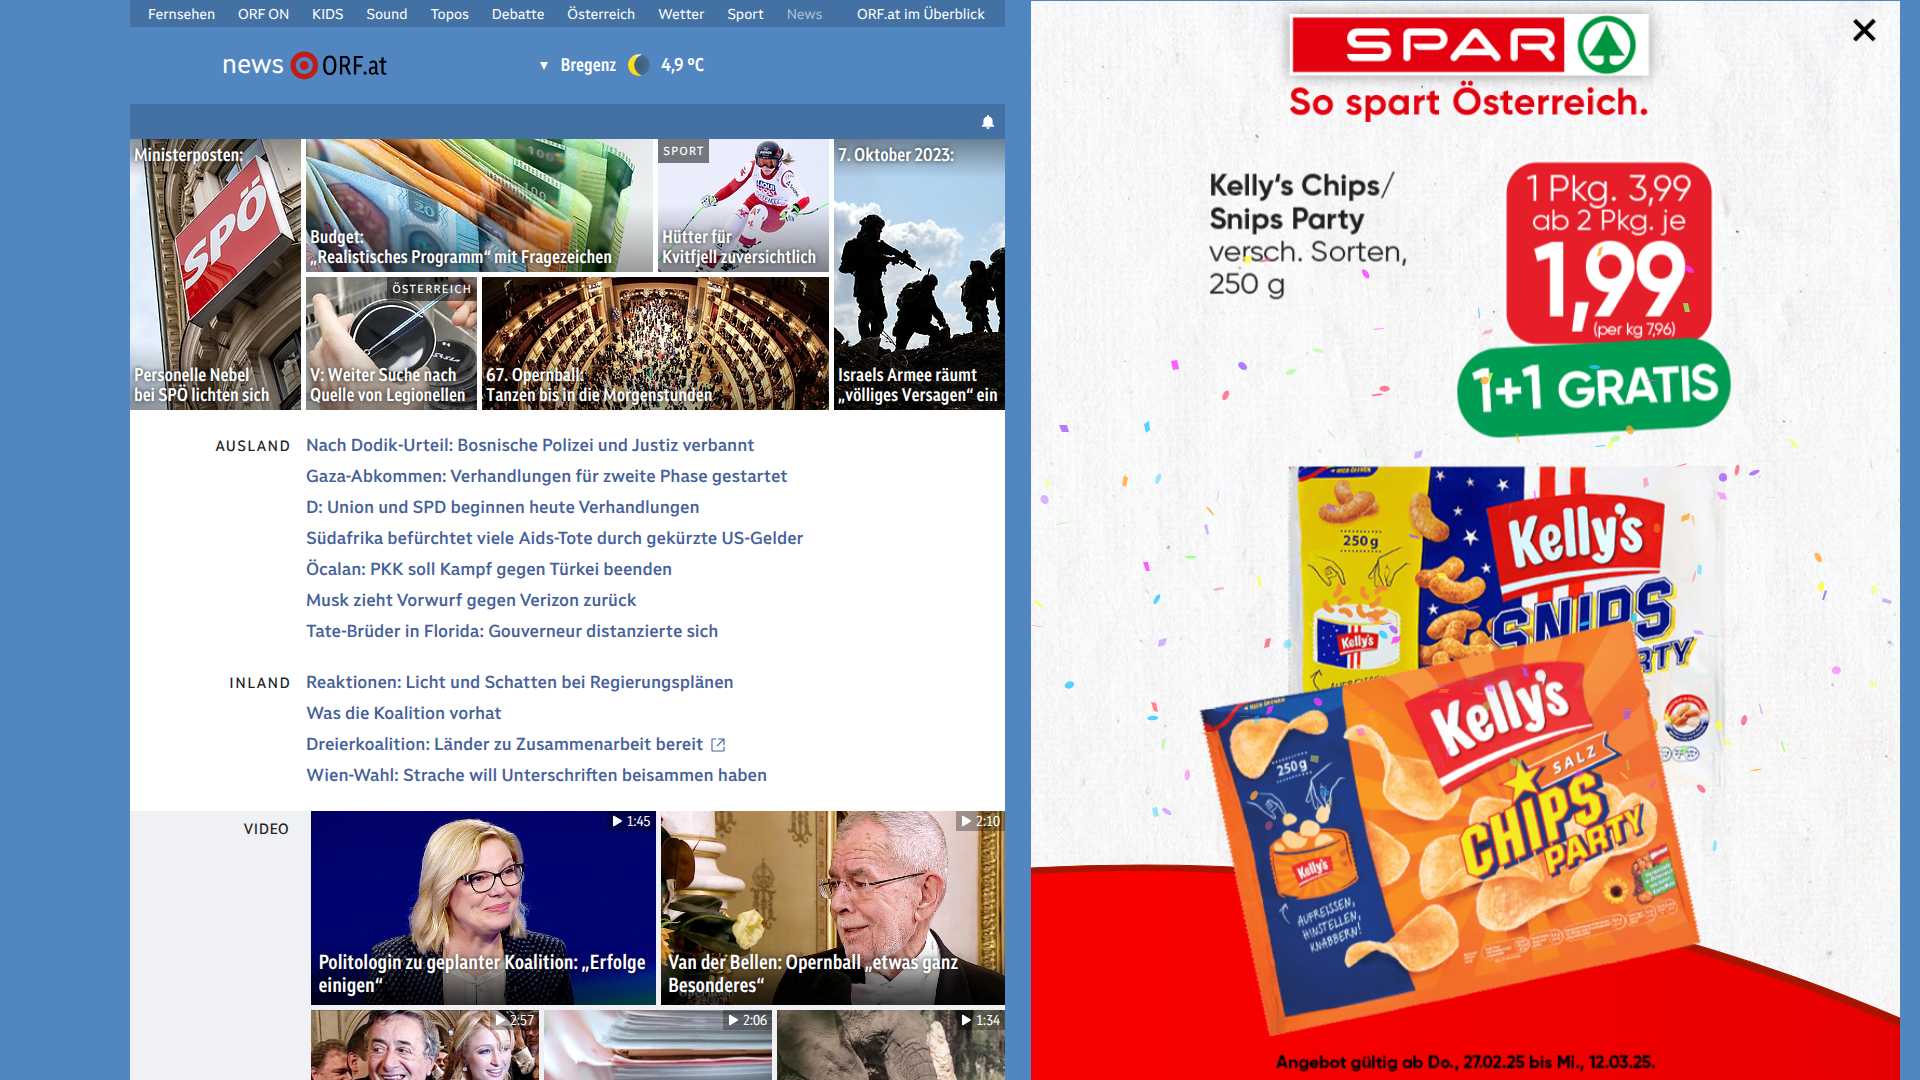 Fernsehen ORF ON KIDS Sound Topos Debatte Österreich Wetter Sport News ORF.at im Überblick
news ORF.at
Bregenz 4,9 °C
Ministerposten:
SPÖ
Personelle Nebel
bei SPÖ lichten sich
Budget:
„Realistisches Programm“ mit Fragezeichen
SPORT
Hütter für
Kvitfjell zuversichtlich
7. Oktober 2023:
Israels Armee räumt
„völliges Versagen“ ein
ÖSTERREICH
V: Weiter Suche nach
Quelle von Legionellen
67. Opernball:
Tanzen bis in die Morgenstunden
AUSLAND
Nach Dodik-Urteil: Bosnische Polizei und Justiz verbannt
Gaza-Abkommen: Verhandlungen für zweite Phase gestartet
D: Union und SPD beginnen heute Verhandlungen
Südafrika befürchtet viele Aids-Tote durch gekürzte US-Gelder
Öcalan: PKK soll Kampf gegen Türkei beenden
Musk zieht Vorwurf gegen Verizon zurück
Tate-Brüder in Florida: Gouverneur distanzierte sich
INLAND
Reaktionen: Licht und Schatten bei Regierungsplänen
Was die Koalition vorhat
Dreierkoalition: Länder zu Zusammenarbeit bereit
Wien-Wahl: Strache will Unterschriften beisammen haben
VIDEO
1:45
Politologin zu geplanter Koalition: „Erfolge
einigen“
2:10
Van der Bellen: Opernball „etwas ganz
Besonderes“
2:57
2:06
1:34
SPAR
So spart Österreich.
Kelly's Chips/
Snips Party
versch. Sorten,
250 g
1 Pkg. 3,99
ab 2 Pkg. je
1,99
(per kg 7,96)
1+1 GRATIS
250 g
Kelly's
SNIPS
Kelly's
Kelly's
SALZ
CHIPS
PARTY
250 g
Kelly's
AUFREISSEN,
HINSTELLEN,
KNABBERN!
Angebot gültig ab Do., 27.02.25 bis Mi., 12.03.25.